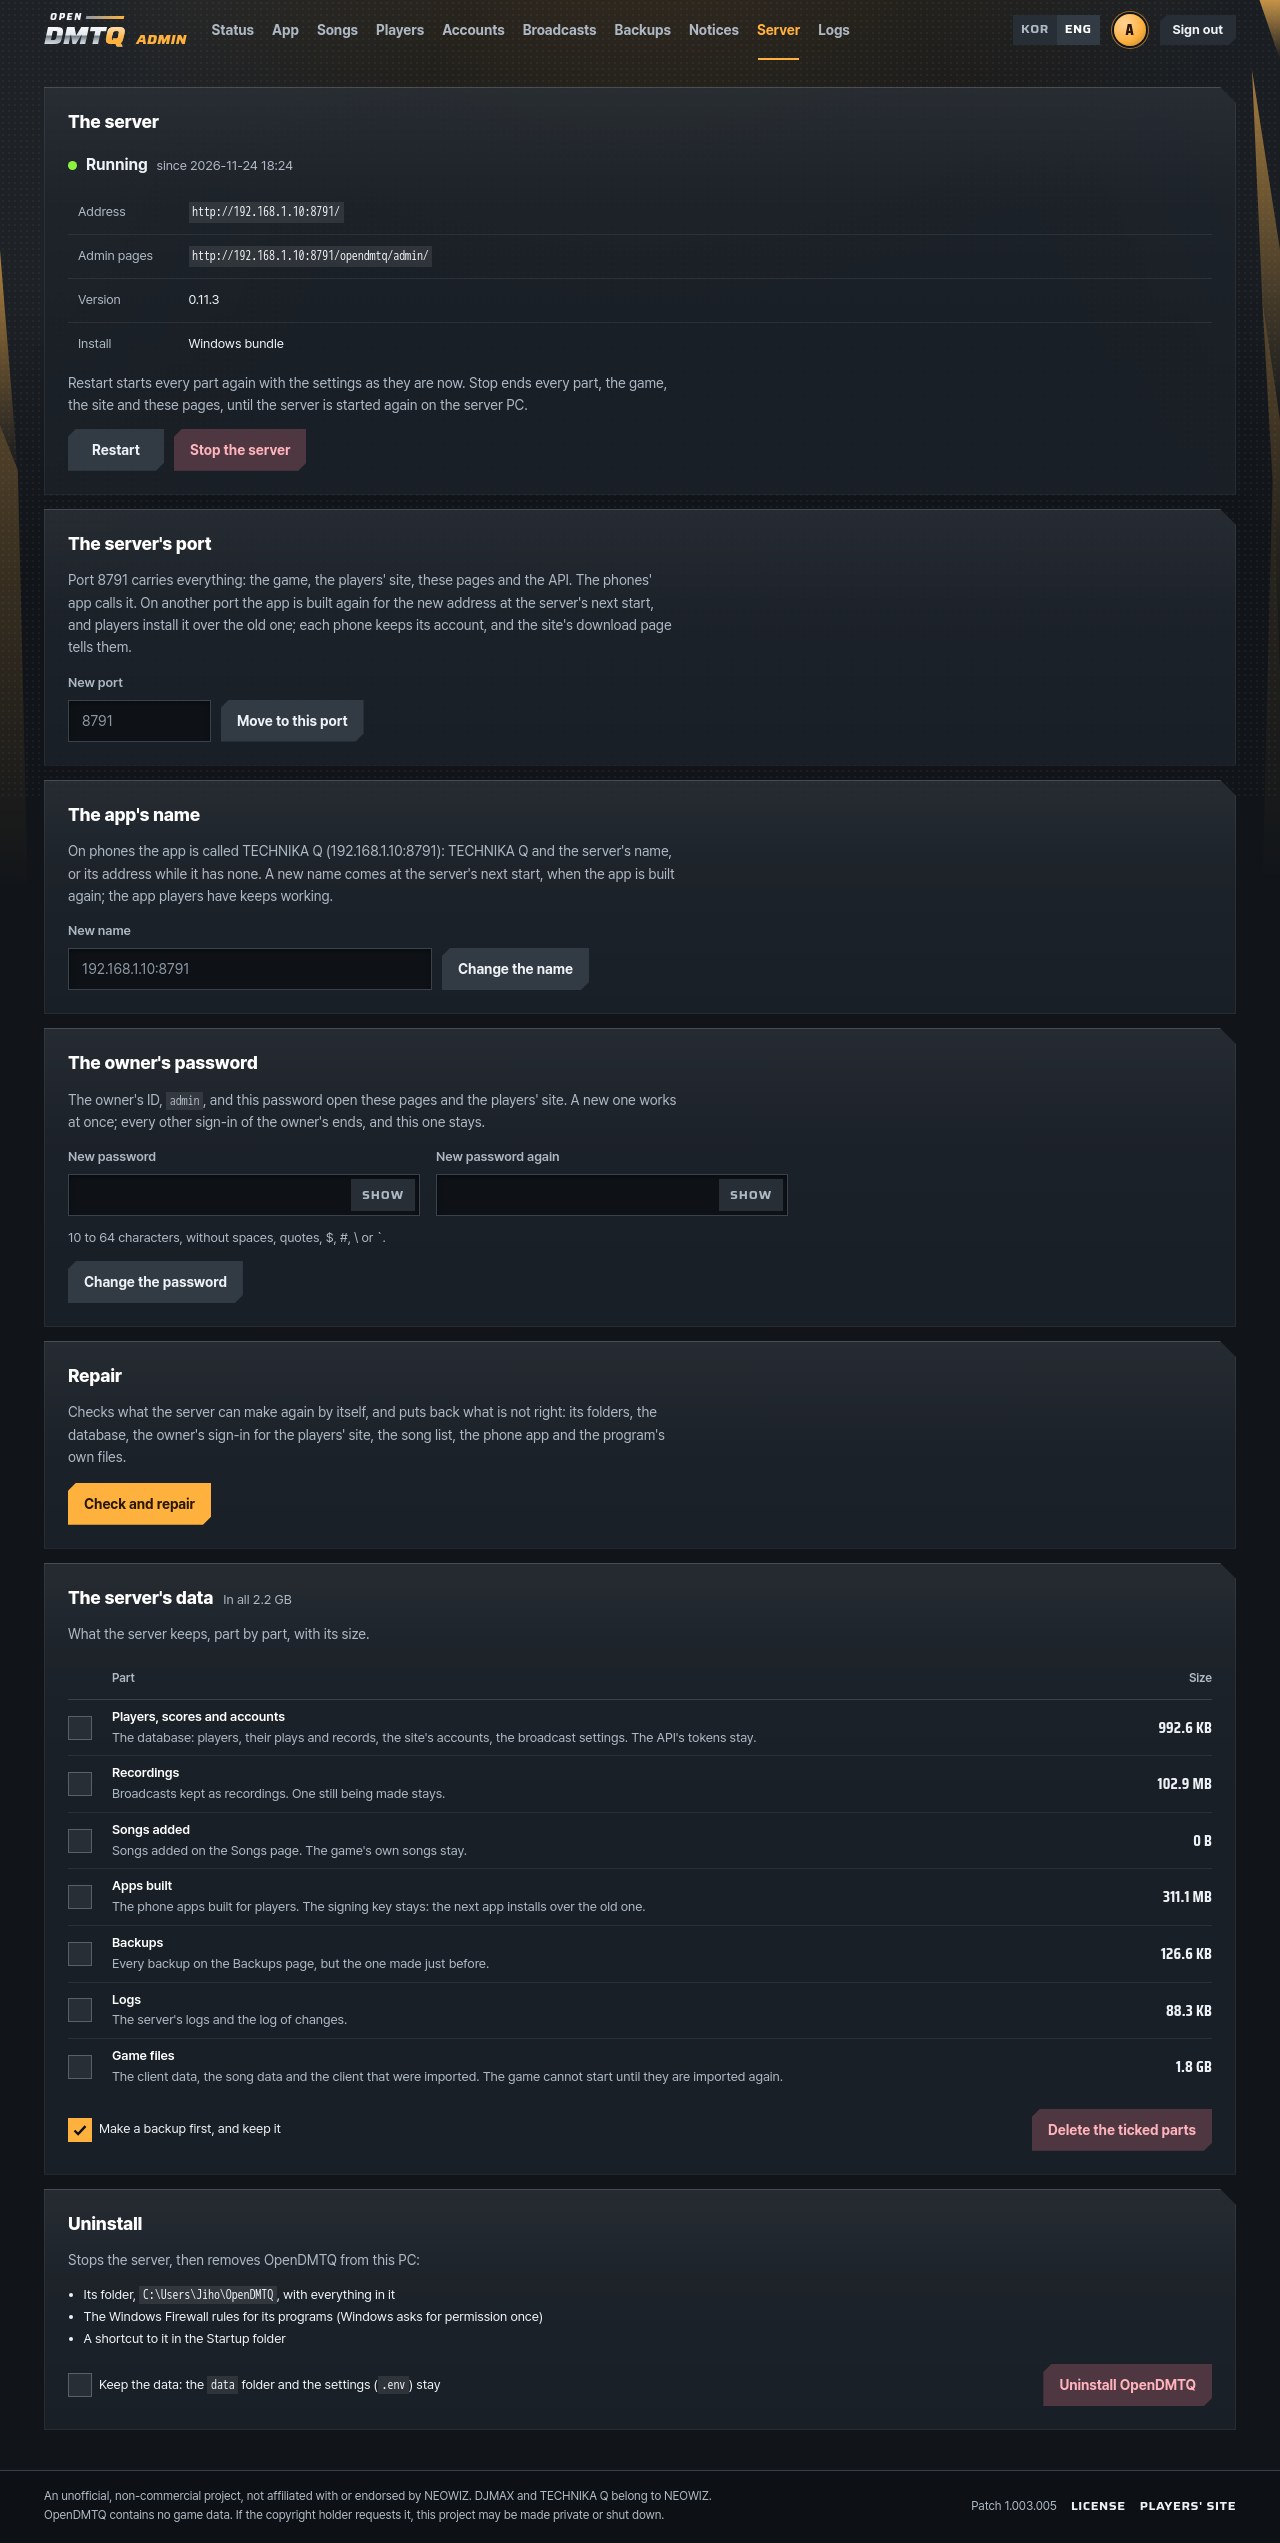 OPEN
DMTQ ADMIN
Status App Songs Players Accounts Broadcasts Backups Notices Server Logs
KOR ENG A Sign out
The server
Running since 2026-11-24 18:24
Address http://192.168.1.10:8791/
Admin pages http://192.168.1.10:8791/opendmtq/admin/
Version 0.11.3
Install Windows bundle
Restart starts every part again with the settings as they are now. Stop ends every part, the game,
the site and these pages, until the server is started again on the server PC.
Restart Stop the server
The server's port
Port 8791 carries everything: the game, the players' site, these pages and the API. The phones'
app calls it. On another port the app is built again for the new address at the server's next start,
and players install it over the old one; each phone keeps its account, and the site's download page
tells them.
New port
8791 Move to this port
The app's name
On phones the app is called TECHNIKA Q (192.168.1.10:8791): TECHNIKA Q and the server's name,
or its address while it has none. A new name comes at the server's next start, when the app is built
again; the app players have keeps working.
New name
192.168.1.10:8791 Change the name
The owner's password
The owner's ID, admin, and this password open these pages and the players' site. A new one works
at once; every other sign-in of the owner's ends, and this one stays.
New password New password again
SHOW SHOW
10 to 64 characters, without spaces, quotes, $, #, \ or `.
Change the password
Repair
Checks what the server can make again by itself, and puts back what is not right: its folders, the
database, the owner's sign-in for the players' site, the song list, the phone app and the program's
own files.
Check and repair
The server's data In all 2.2 GB
What the server keeps, part by part, with its size.
Part Size
Players, scores and accounts
The database: players, their plays and records, the site's accounts, the broadcast settings. The API's tokens stay.
992.6 KB
Recordings
Broadcasts kept as recordings. One still being made stays.
102.9 MB
Songs added
Songs added on the Songs page. The game's own songs stay.
0 B
Apps built
The phone apps built for players. The signing key stays: the next app installs over the old one.
311.1 MB
Backups
Every backup on the Backups page, but the one made just before.
126.6 KB
Logs
The server's logs and the log of changes.
88.3 KB
Game files
The client data, the song data and the client that were imported. The game cannot start until they are imported again.
1.8 GB
Make a backup first, and keep it Delete the ticked parts
Uninstall
Stops the server, then removes OpenDMTQ from this PC:
• Its folder, C:\Users\Jiho\OpenDMTQ, with everything in it
• The Windows Firewall rules for its programs (Windows asks for permission once)
• A shortcut to it in the Startup folder
Keep the data: the data folder and the settings (.env) stay Uninstall OpenDMTQ
An unofficial, non-commercial project, not affiliated with or endorsed by NEOWIZ. DJMAX and TECHNIKA Q belong to NEOWIZ.
OpenDMTQ contains no game data. If the copyright holder requests it, this project may be made private or shut down.
Patch 1.003.005 LICENSE PLAYERS' SITE